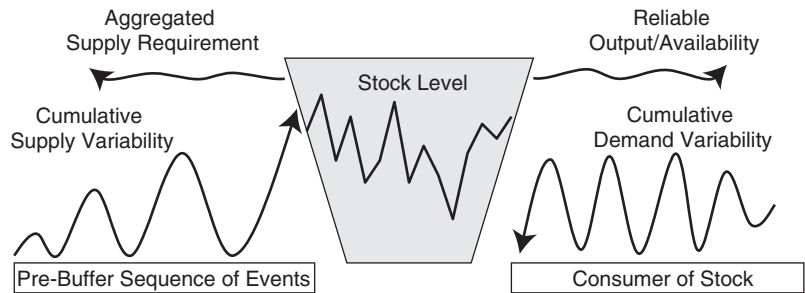 Aggregated
Supply Requirement
Reliable
Output/Availability
Stock Level
Cumulative
Supply Variability
Cumulative
Demand Variability
Pre-Buffer Sequence of Events
Consumer of Stock